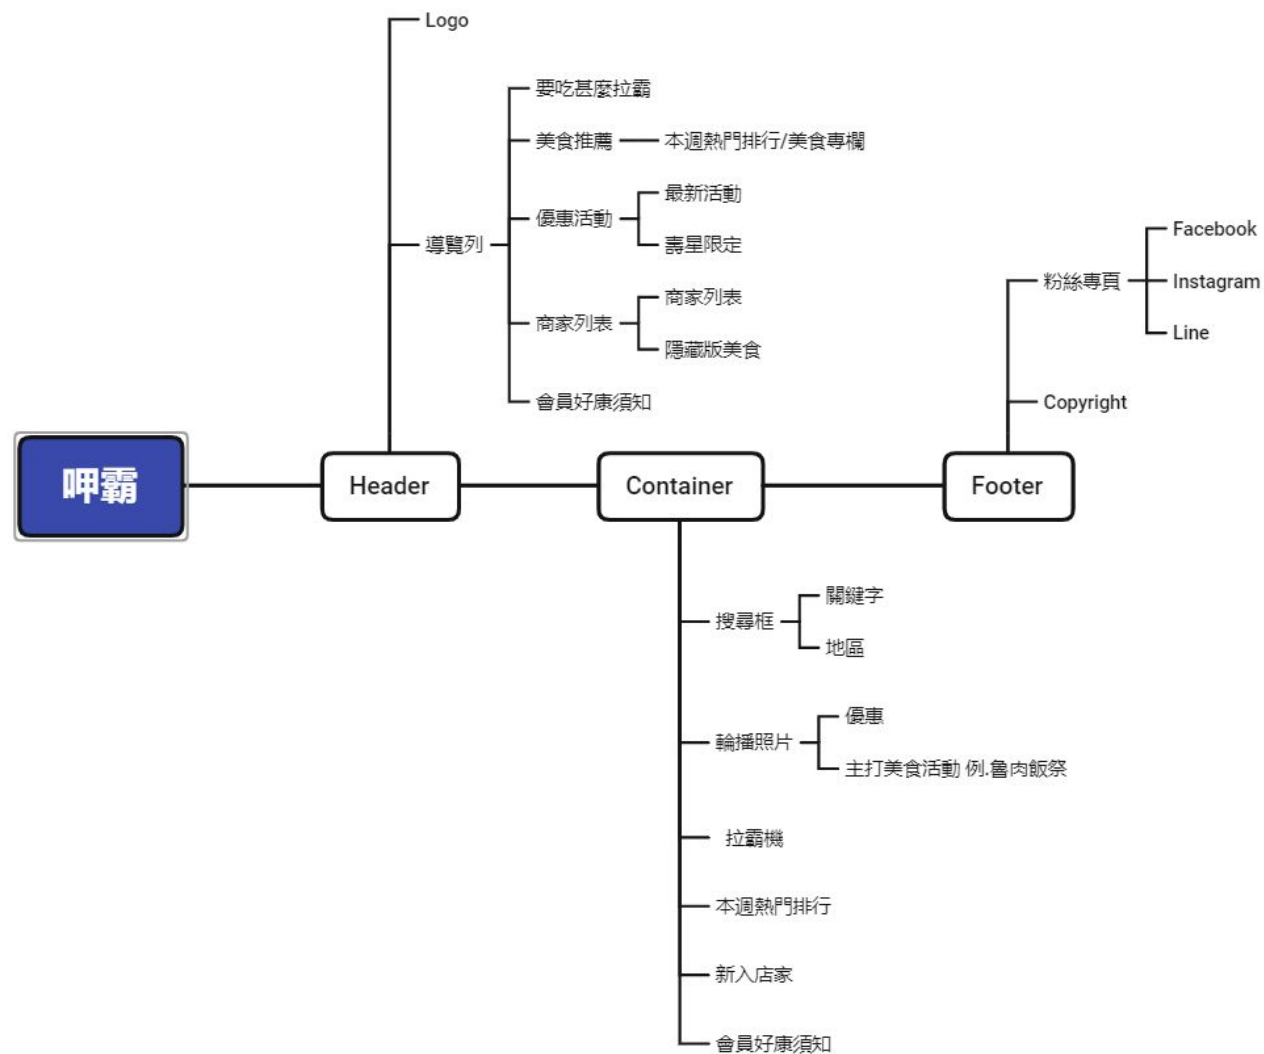 Logo
要吃甚麼拉霸
美食推薦
本週熱門排行/美食專欄
優惠活動
最新活動
壽星限定
導覽列
商家列表
商家列表
隱藏版美食
會員好康須知
粉絲專頁
Facebook
Instagram
Line
Copyright
呷霸
Header
Container
Footer
搜尋框
關鍵字
地區
輪播照片
優惠
主打美食活動 例.魯肉飯祭
拉霸機
本週熱門排行
新入店家
會員好康須知